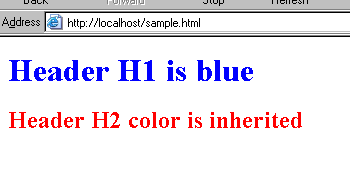 Back Forward Stop Refresh
Address http://localhost/sample.html
Header H1 is blue
Header H2 color is inherited